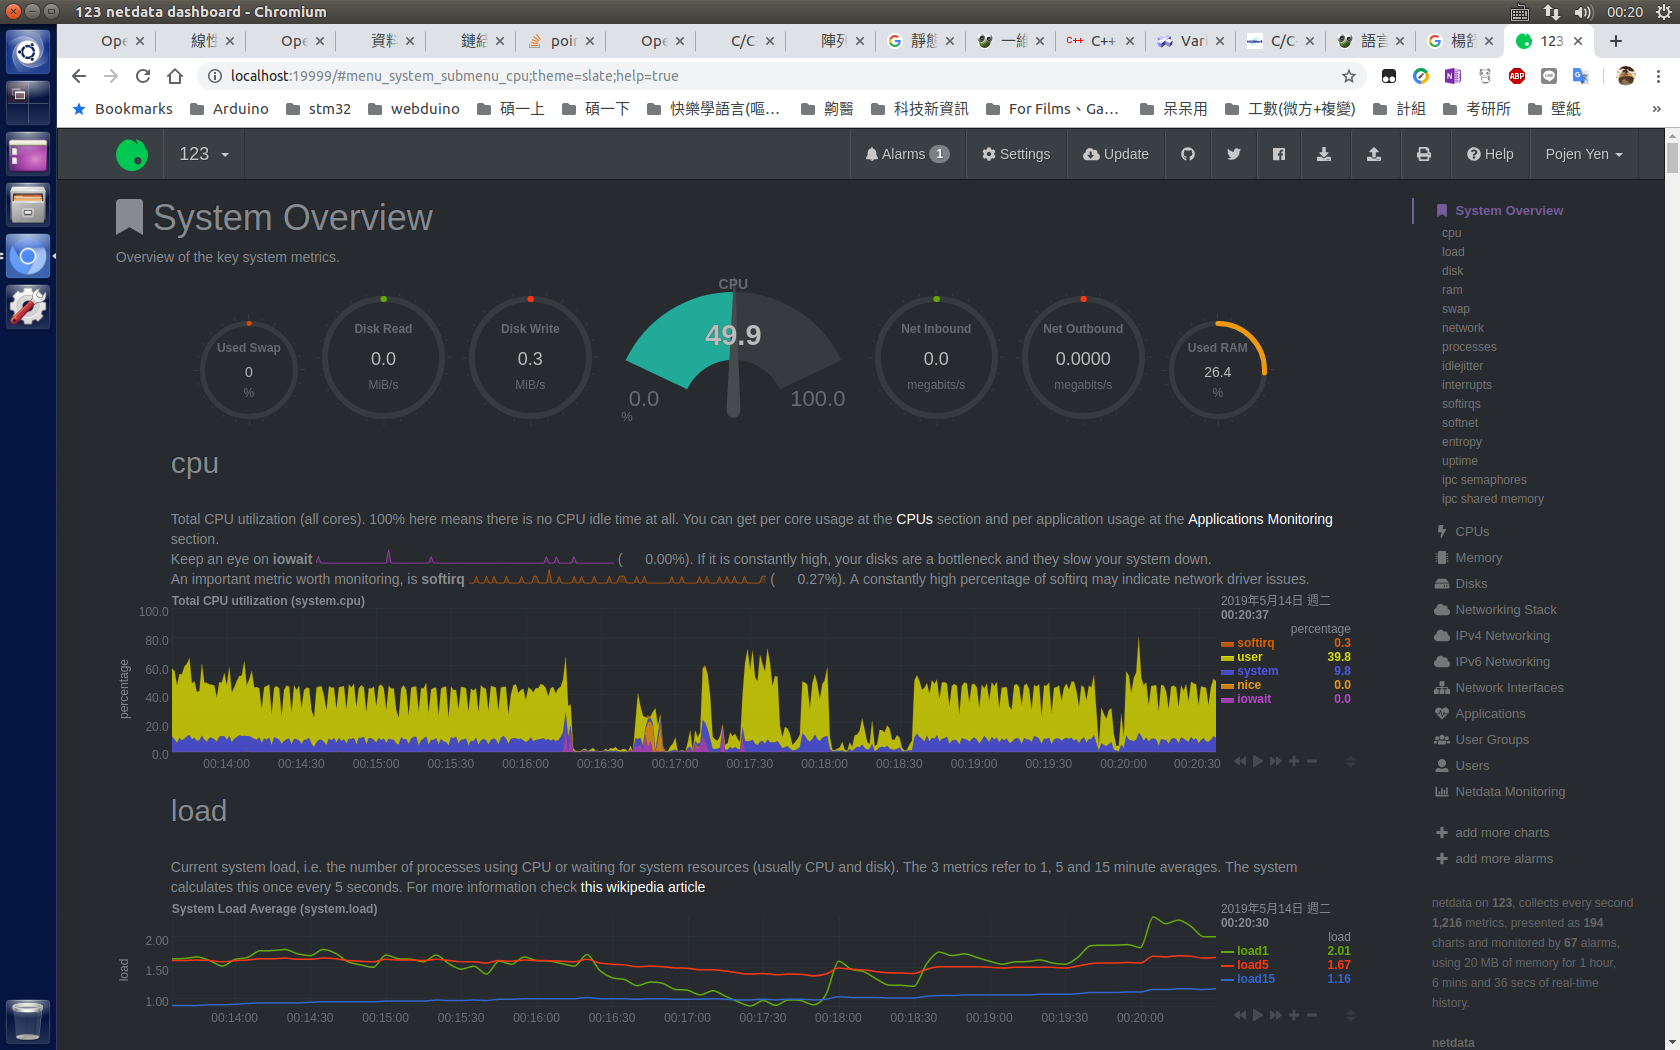 123 netdata dashboard - Chromium
00:20
Ope
線性
Ope
資料
鏈結
poin
Ope
C/C
陣列
靜態
一維
C++
Vari
C/C
語言
楊舒
123
localhost:19999/#menu_system_submenu_cpu;theme=slate;help=true
ABP
Bookmarks
Arduino
stm32
webduino
碩一上
碩一下
快樂學語言(嘔...
齁醫
科技新資訊
For Films、Ga...
呆呆用
工數(微方+複變)
計組
考研所
壁紙
»
123
Alarms 1
Settings
Update
Help
Pojen Yen
System Overview
Overview of the key system metrics.
Used Swap
0
%
Disk Read
0.0
MiB/s
Disk Write
0.3
MiB/s
CPU
49.9
0.0
100.0
%
Net Inbound
0.0
megabits/s
Net Outbound
0.0000
megabits/s
Used RAM
26.4
%
cpu
Total CPU utilization (all cores). 100% here means there is no CPU idle time at all. You can get per core usage at the CPUs section and per application usage at the Applications Monitoring
section.
Keep an eye on iowait ( 0.00%). If it is constantly high, your disks are a bottleneck and they slow your system down.
An important metric worth monitoring, is softirq ( 0.27%). A constantly high percentage of softirq may indicate network driver issues.
Total CPU utilization (system.cpu)
percentage
100.0
80.0
60.0
40.0
20.0
0.0
00:14:00
00:14:30
00:15:00
00:15:30
00:16:00
00:16:30
00:17:00
00:17:30
00:18:00
00:18:30
00:19:00
00:19:30
00:20:00
00:20:30
2019年5月14日 週二
00:20:37
percentage
softirq 0.3
user 39.8
system 9.8
nice 0.0
iowait 0.0
load
Current system load, i.e. the number of processes using CPU or waiting for system resources (usually CPU and disk). The 3 metrics refer to 1, 5 and 15 minute averages. The system
calculates this once every 5 seconds. For more information check this wikipedia article
System Load Average (system.load)
load
2.00
1.50
1.00
00:14:00
00:14:30
00:15:00
00:15:30
00:16:00
00:16:30
00:17:00
00:17:30
00:18:00
00:18:30
00:19:00
00:19:30
00:20:00
2019年5月14日 週二
00:20:30
load
load1 2.01
load5 1.67
load15 1.16
System Overview
cpu
load
disk
ram
swap
network
processes
idlejitter
interrupts
softirqs
softnet
entropy
uptime
ipc semaphores
ipc shared memory
CPUs
Memory
Disks
Networking Stack
IPv4 Networking
IPv6 Networking
Network Interfaces
Applications
User Groups
Users
Netdata Monitoring
add more charts
add more alarms
netdata on 123, collects every second
1,216 metrics, presented as 194
charts and monitored by 67 alarms,
using 20 MB of memory for 1 hour,
6 mins and 36 secs of real-time
history.
netdata